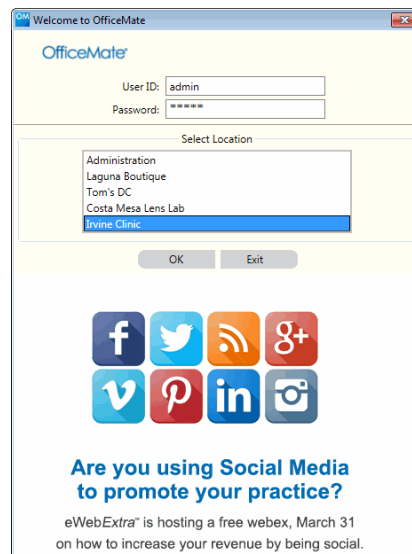 OM Welcome to OfficeMate
OfficeMate®
User ID: admin
Password: *****
Select Location
Administration
Laguna Boutique
Tom's DC
Costa Mesa Lens Lab
Irvine Clinic
OK Exit
f g+
v p in
Are you using Social Media
to promote your practice?
eWebExtra™ is hosting a free webex, March 31
on how to increase your revenue by being social.